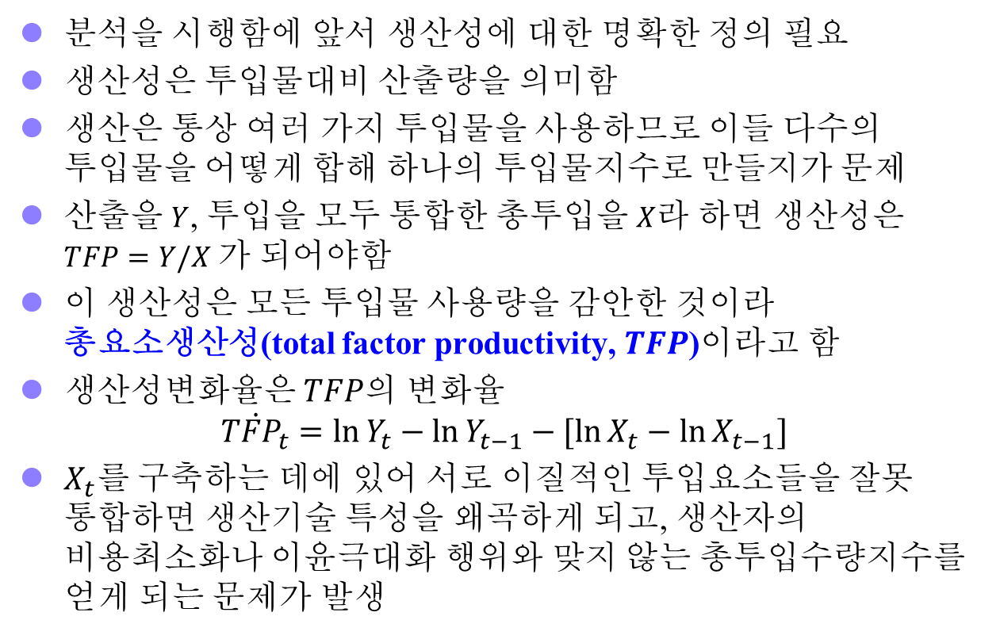 ● 분석을 시행함에 앞서 생산성에 대한 명확한 정의 필요
● 생산성은 투입물대비 산출량을 의미함
● 생산은 통상 여러 가지 투입물을 사용하므로 이들 다수의
투입물을 어떻게 합해 하나의 투입물지수로 만들지가 문제
● 산출을 Y, 투입을 모두 통합한 총투입을 X라 하면 생산성은
TFP = Y/X 가 되어야함
● 이 생산성은 모든 투입물 사용량을 감안한 것이라
총요소생산성(total factor productivity, TFP)이라고 함
● 생산성변화율은 TFP의 변화율
TḞP_t = ln Y_t − ln Y_{t−1} − [ln X_t − ln X_{t−1}]
● X_t를 구축하는 데에 있어 서로 이질적인 투입요소들을 잘못
통합하면 생산기술 특성을 왜곡하게 되고, 생산자의
비용최소화나 이윤극대화 행위와 맞지 않는 총투입수량지수를
얻게 되는 문제가 발생